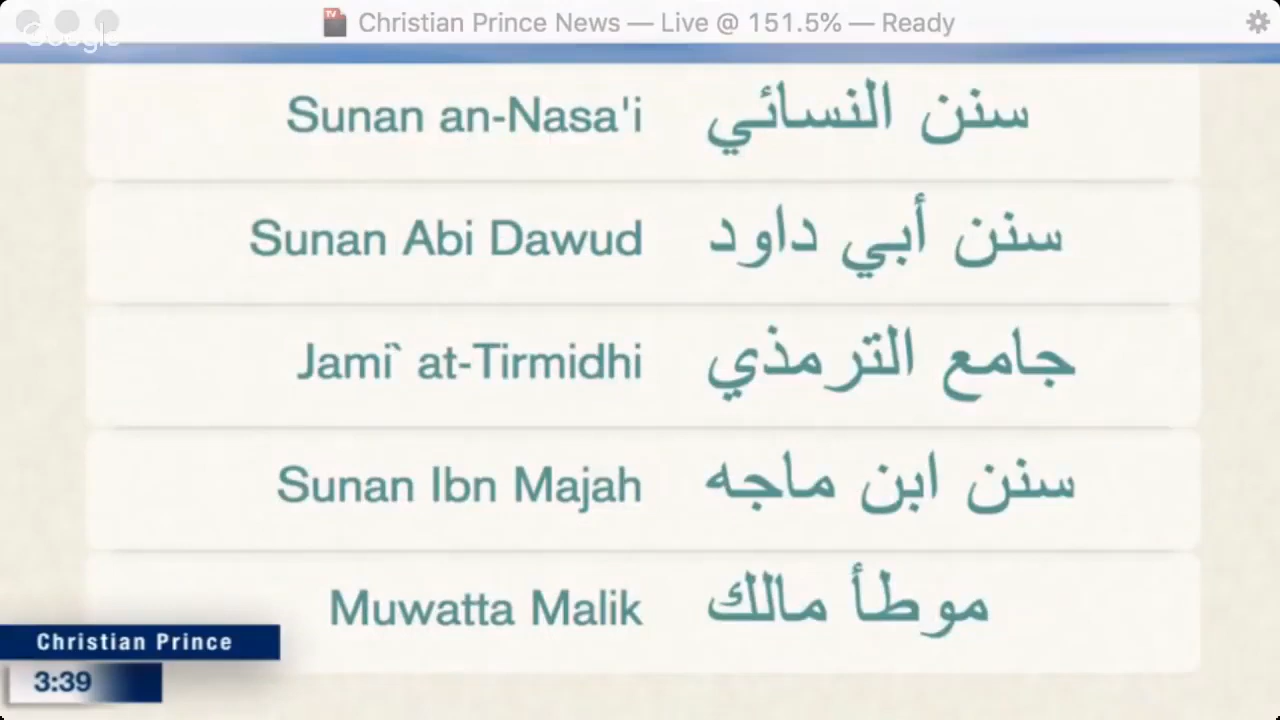 Christian Prince News — Live @ 151.5% — Ready
Google
Sunan an-Nasa'i سنن النسائي
Sunan Abi Dawud سنن أبي داود
Jami` at-Tirmidhi جامع الترمذي
Sunan Ibn Majah سنن ابن ماجه
Muwatta Malik موطأ مالك
Christian Prince
3:39